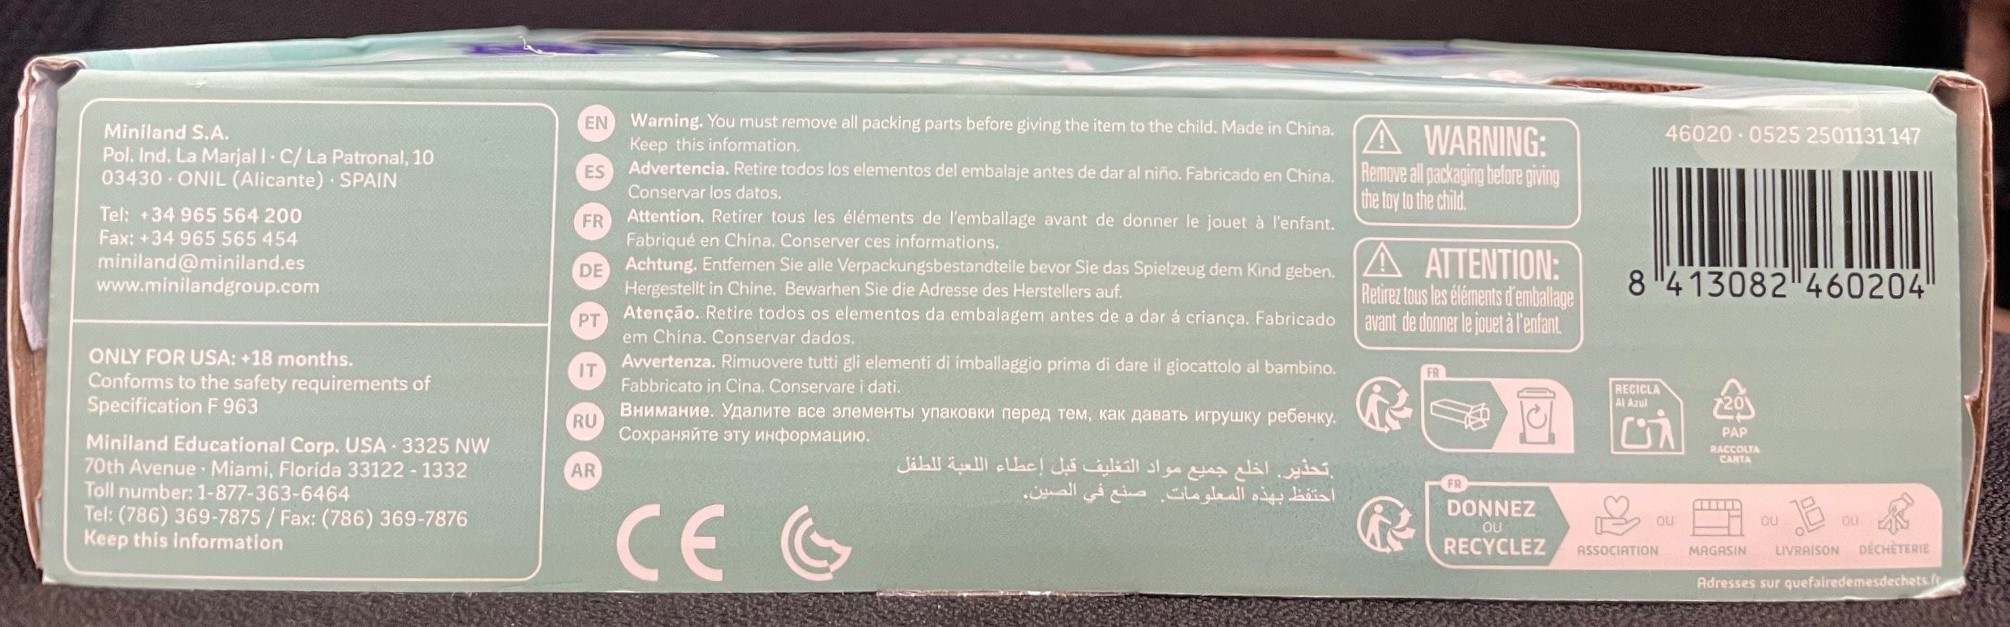 Miniland S.A.
Pol. Ind. La Marjal I · C/ La Patronal, 10
03430 · ONIL (Alicante) · SPAIN
Tel: +34 965 564 200
Fax: +34 965 565 454
miniland@miniland.es
www.minilandgroup.com
ONLY FOR USA: +18 months.
Conforms to the safety requirements of
Specification F 963
Miniland Educational Corp. USA · 3325 NW
70th Avenue · Miami, Florida 33122 - 1332
Toll number: 1-877-363-6464
Tel: (786) 369-7875 / Fax: (786) 369-7876
Keep this information
EN Warning. You must remove all packing parts before giving the item to the child. Made in China.
Keep this information.
ES Advertencia. Retire todos los elementos del embalaje antes de dar al niño. Fabricado en China.
Conservar los datos.
FR Attention. Retirer tous les éléments de l'emballage avant de donner le jouet à l'enfant.
Fabriqué en China. Conserver ces informations.
DE Achtung. Entfernen Sie alle Verpackungsbestandteile bevor Sie das Spielzeug dem Kind geben.
Hergestellt in Chine. Bewarhen Sie die Adresse des Herstellers auf.
PT Atenção. Retire todos os elementos da embalagem antes de a dar á criança. Fabricado
em China. Conservar dados.
IT Avvertenza. Rimuovere tutti gli elementi di imballaggio prima di dare il giocattolo al bambino.
Fabbricato in Cina. Conservare i dati.
RU Внимание. Удалите все элементы упаковки перед тем, как давать игрушку ребенку.
Сохраняйте эту информацию.
AR تحذير. اخلع جميع مواد التغليف قبل إعطاء اللعبة للطفل
احتفظ بهذه المعلومات. صنع في الصين.
CE
WARNING:
Remove all packaging before giving
the toy to the child.
ATTENTION:
Retirez tous les éléments d'emballage
avant de donner le jouet à l'enfant.
46020 · 0525 2501131147
8 413082 460204
FR
RECICLA
Al Azul
20
PAP
RACCOLTA
CARTA
FR
DONNEZ
OU
RECYCLEZ
ASSOCIATION OU MAGASIN OU LIVRAISON OU DÉCHÈTERIE
Adresses sur quefairedemesdechets.fr